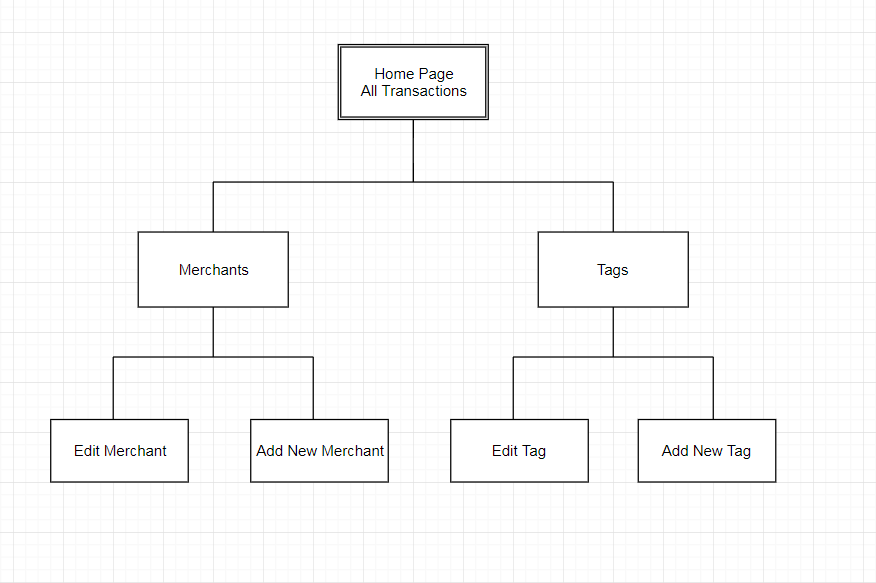 Home Page
All Transactions
Merchants
Tags
Edit Merchant
Add New Merchant
Edit Tag
Add New Tag